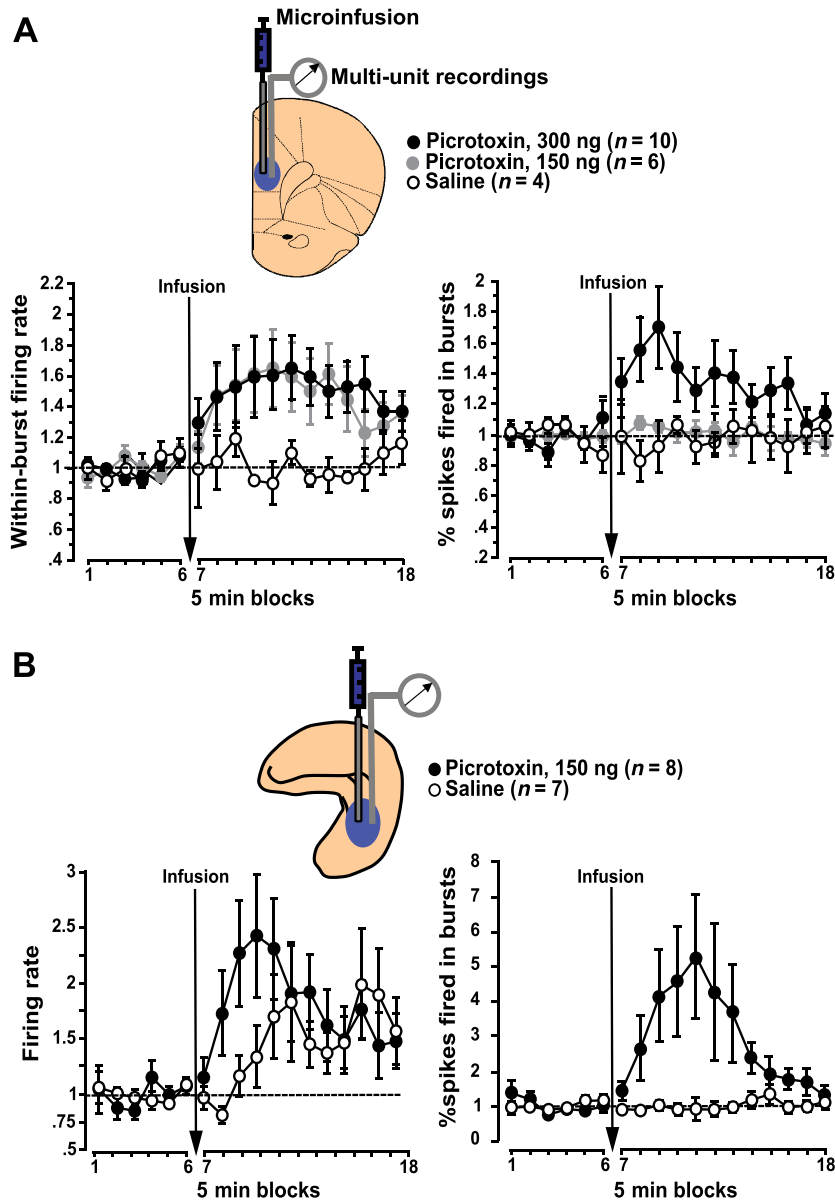 A
Microinfusion
Multi-unit recordings
Picrotoxin, 300 ng (n = 10)
Picrotoxin, 150 ng (n = 6)
Saline (n = 4)
Within-burst firing rate
2.2
2
1.8
1.6
1.4
1.2
1
.8
.6
.4
Infusion
1
6
7
18
5 min blocks
% spikes fired in bursts
2
1.8
1.6
1.4
1.2
1
.8
.6
.4
.2
Infusion
1
6
7
18
5 min blocks
B
Picrotoxin, 150 ng (n = 8)
Saline (n = 7)
Firing rate
3
2.5
2
1.5
1
.75
.5
Infusion
1
6
7
18
5 min blocks
%spikes fired in bursts
8
7
6
5
4
2
1
0
Infusion
1
6
7
18
5 min blocks